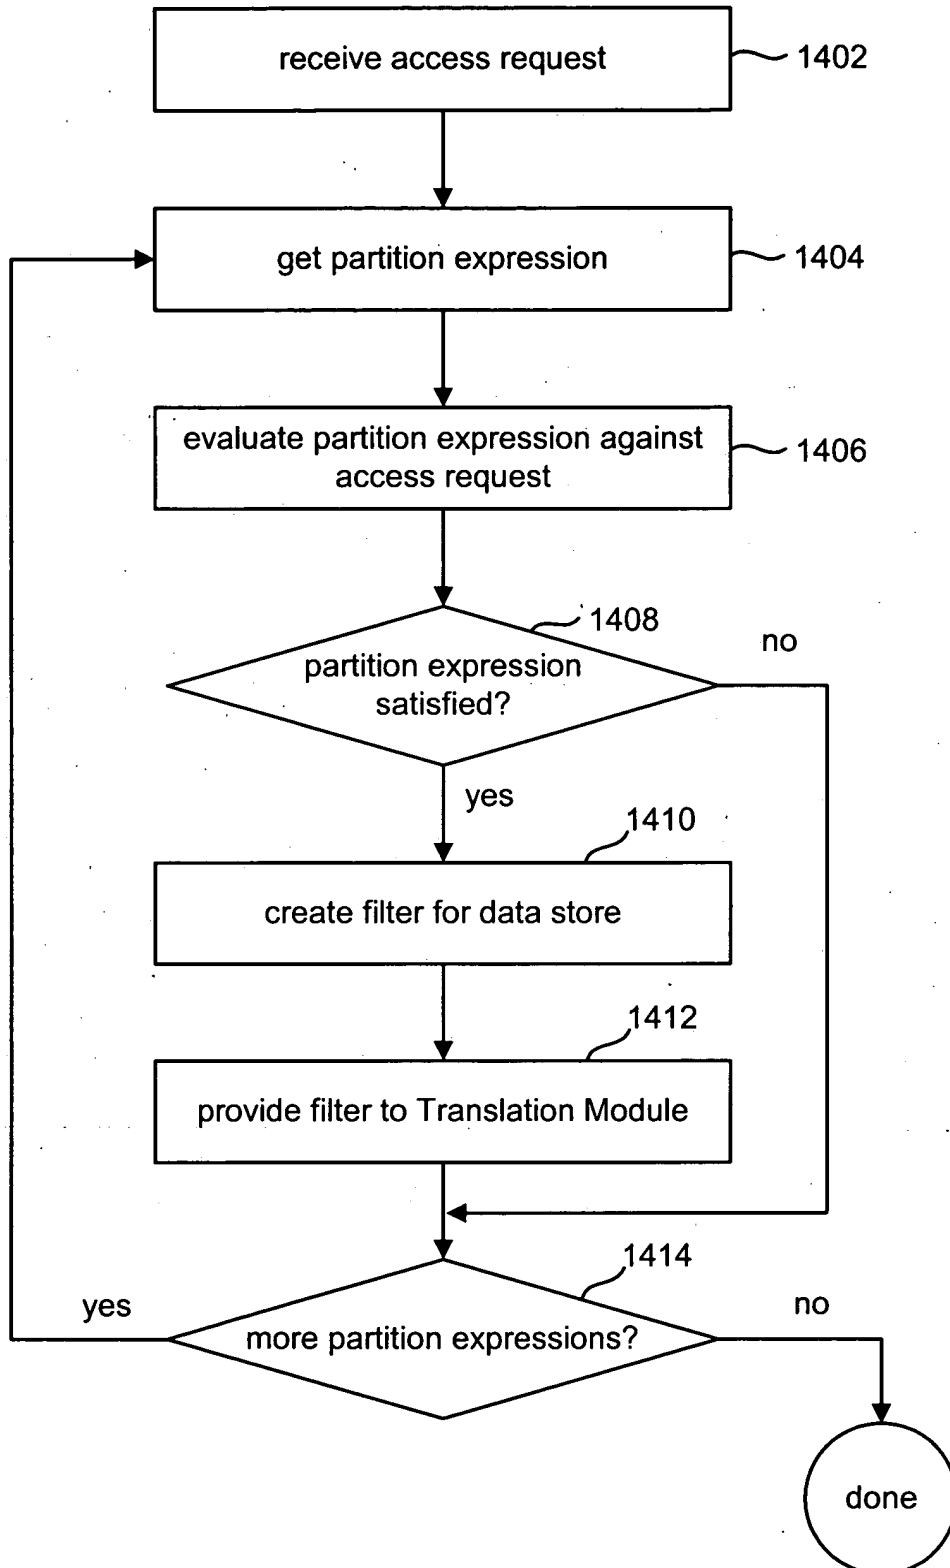 receive access request
1402
get partition expression
1404
evaluate partition expression against
access request
1406
1408
no
partition expression
satisfied?
yes
1410
create filter for data store
1412
provide filter to Translation Module
1414
yes
no
more partition expressions?
done